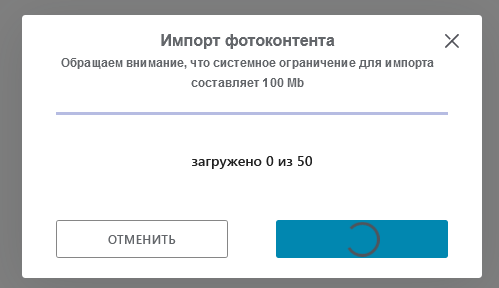 Импорт фотоконтента
Обращаем внимание, что системное ограничение для импорта
составляет 100 Mb
загружено 0 из 50
ОТМЕНИТЬ